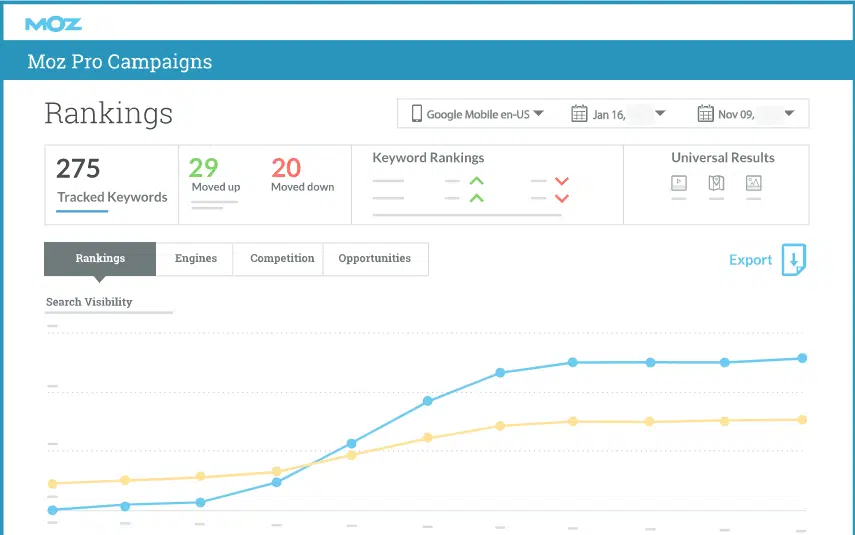 MOZ
Moz Pro Campaigns
Rankings
Google Mobile en-US
Jan 16,
Nov 09,
275
Tracked Keywords
29
Moved up
20
Moved down
Keyword Rankings
Universal Results
Rankings
Engines
Competition
Opportunities
Export
Search Visibility